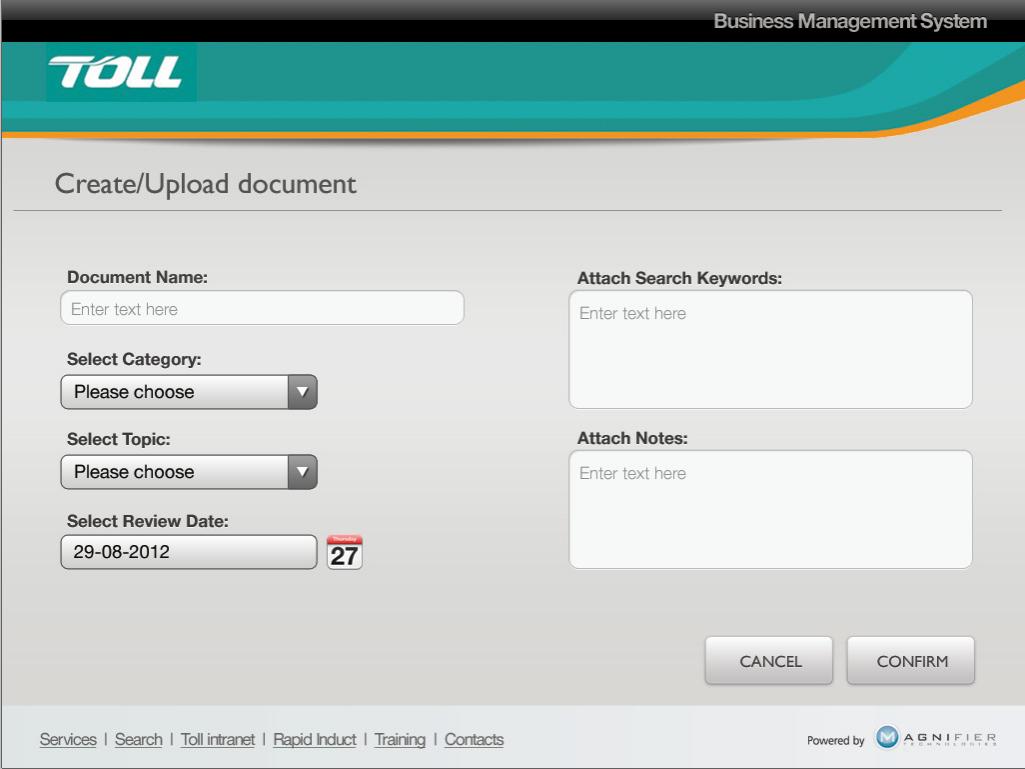 Business Management System
TOLL
Create/Upload document
Document Name:
Enter text here
Select Category:
Please choose
Select Topic:
Please choose
Select Review Date:
29-08-2012
Thursday
27
Attach Search Keywords:
Enter text here
Attach Notes:
Enter text here
CANCEL CONFIRM
Services | Search | Toll intranet | Rapid Induct | Training | Contacts
Powered by MAGNIFIER
TECHNOLOGIES